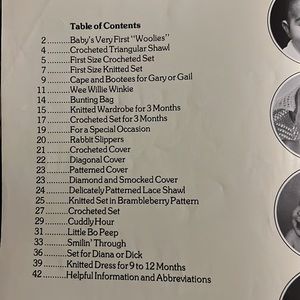 Table of Contents
2..........Baby's Very First "Woolies"
4..........Crocheted Triangular Shawl
5..........First Size Crocheted Set
7..........First Size Knitted Set
9..........Cape and Bootees for Gary or Gail
11..........Wee Willie Winkie
14..........Bunting Bag
15..........Knitted Wardrobe for 3 Months
17..........Crocheted Set for 3 Months
19..........For a Special Occasion
20..........Rabbit Slippers
21..........Crocheted Cover
22..........Diagonal Cover
23..........Patterned Cover
23..........Diamond and Smocked Cover
24..........Delicately Patterned Lace Shawl
25..........Knitted Set in Brambleberry Pattern
27..........Crocheted Set
29..........Cuddly Hour
31..........Little Bo Peep
33..........Smilin' Through
36..........Set for Diana or Dick
39..........Knitted Dress for 9 to 12 Months
42..........Helpful Information and Abbreviations